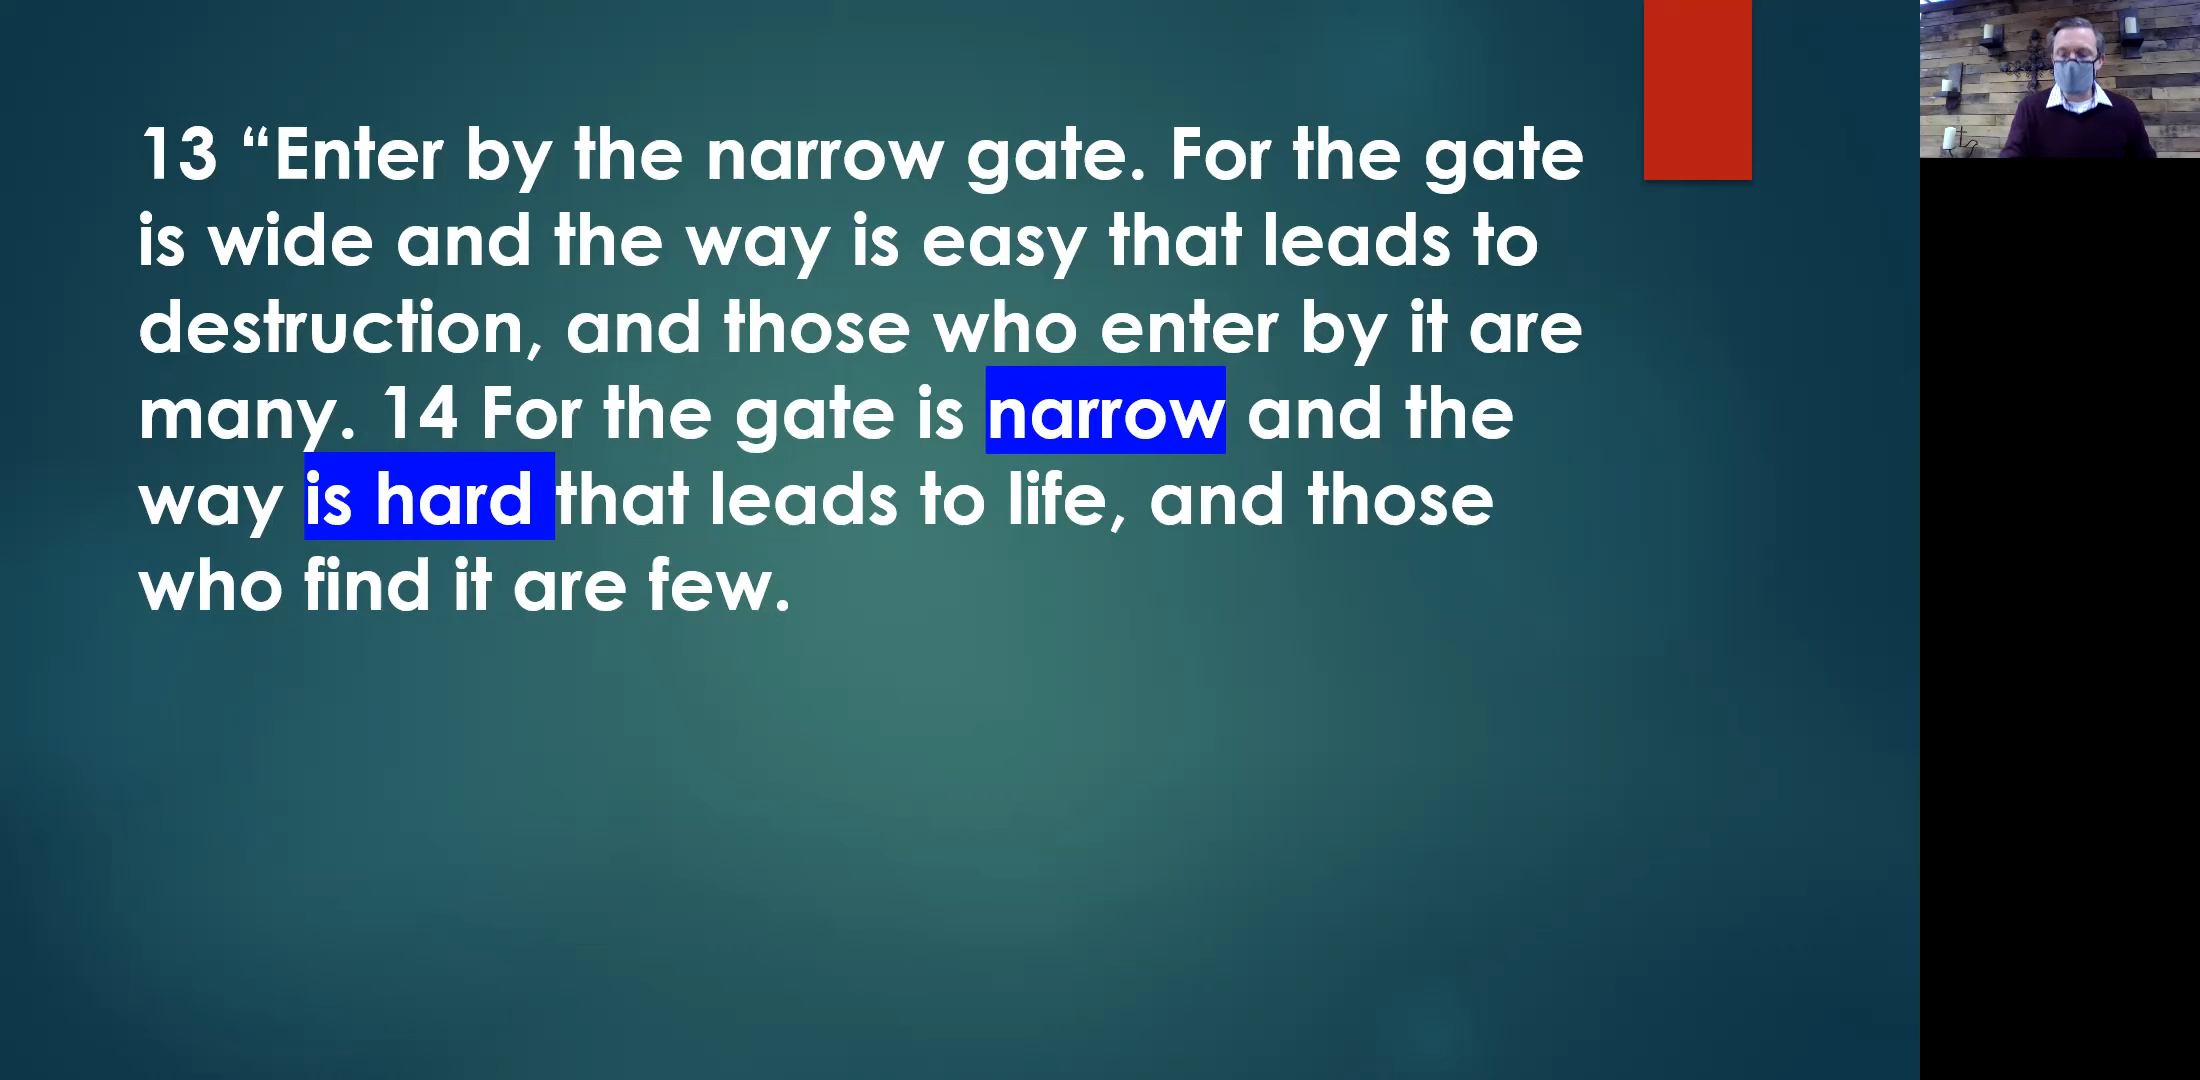 13 “Enter by the narrow gate. For the gate
is wide and the way is easy that leads to
destruction, and those who enter by it are
many. 14 For the gate is narrow and the
way is hard that leads to life, and those
who find it are few.